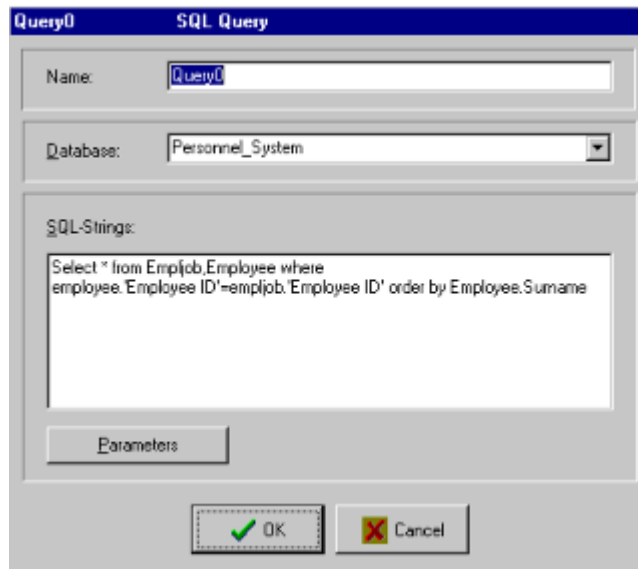 Query0 SQL Query
Name: Query0
Database: Personnel_System
SQL-Strings:
Select * from Empljob,Employee where
employee.'Employee ID'=empljob.'Employee ID' order by Employee.Surname
Parameters
OK Cancel